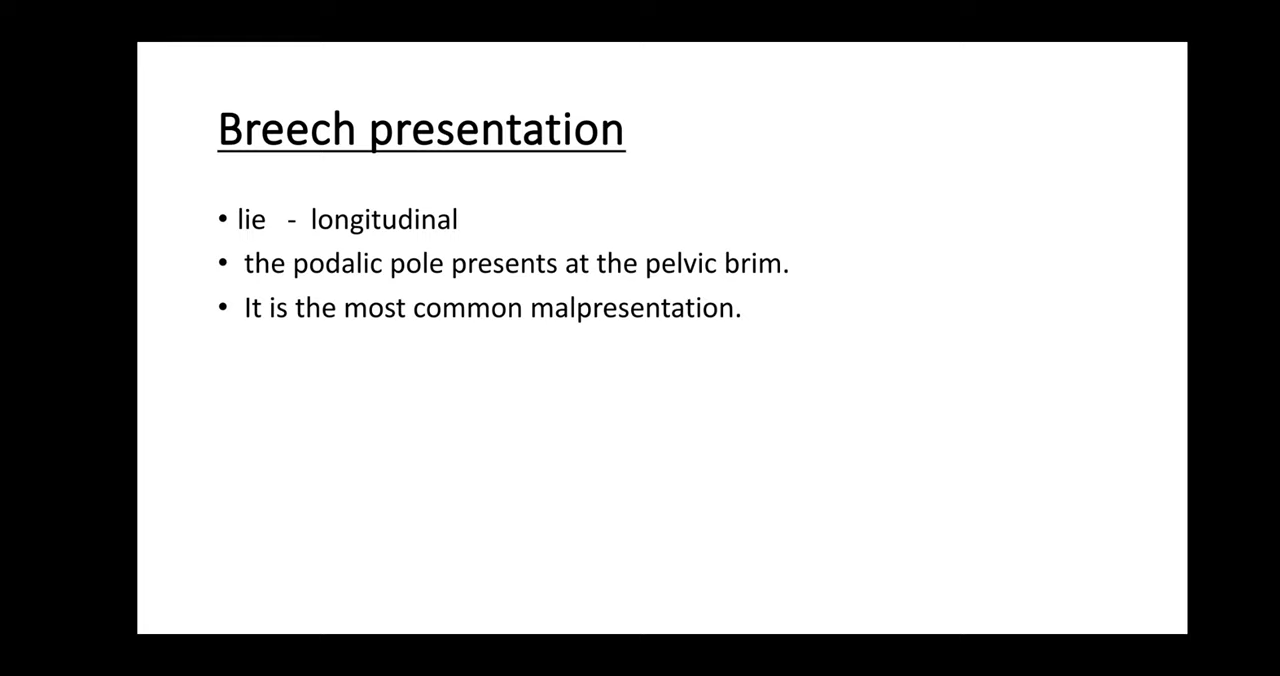 Breech presentation
• lie - longitudinal
• the podalic pole presents at the pelvic brim.
• It is the most common malpresentation.